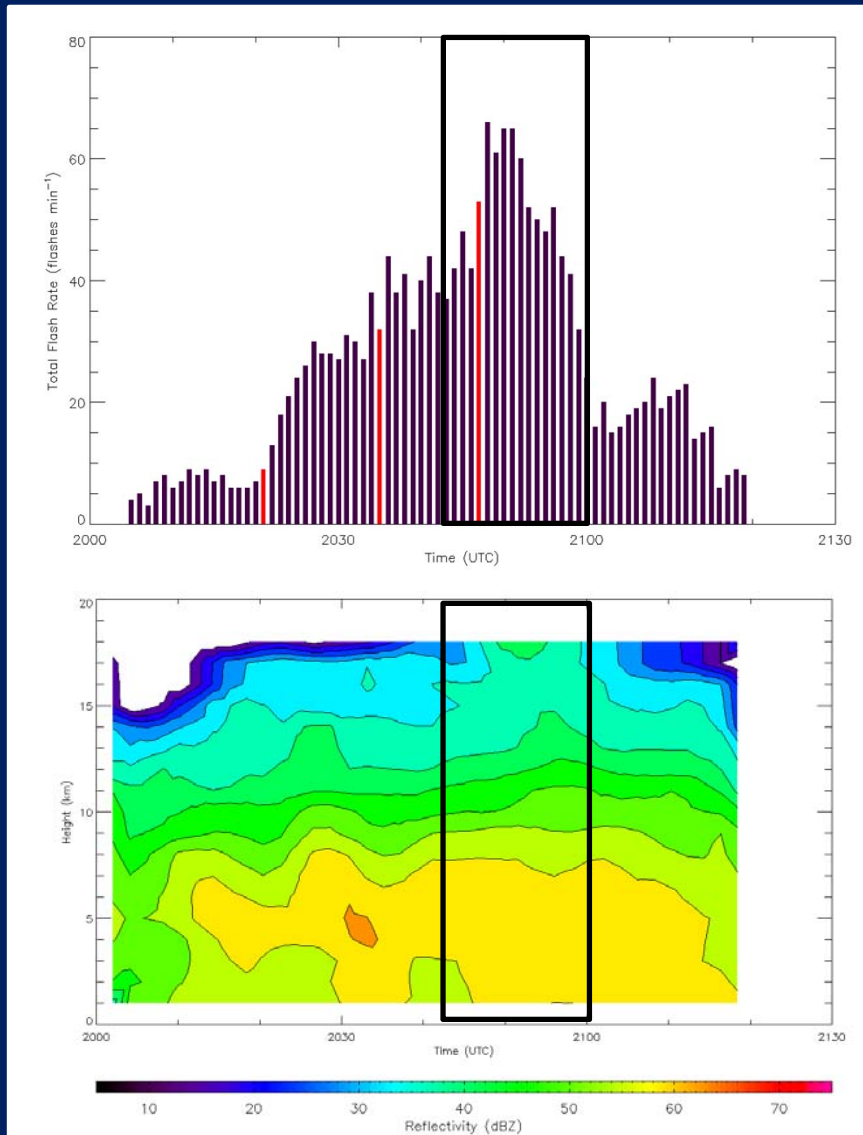 80
60
40
20
0
Total Flash Rate (flashes min⁻¹)
2000 2030 2100 2130
Time (UTC)
20
15
10
5
0
Height (km)
2000 2030 2100 2130
Time (UTC)
10 20 30 40 50 60 70
Reflectivity (dBZ)